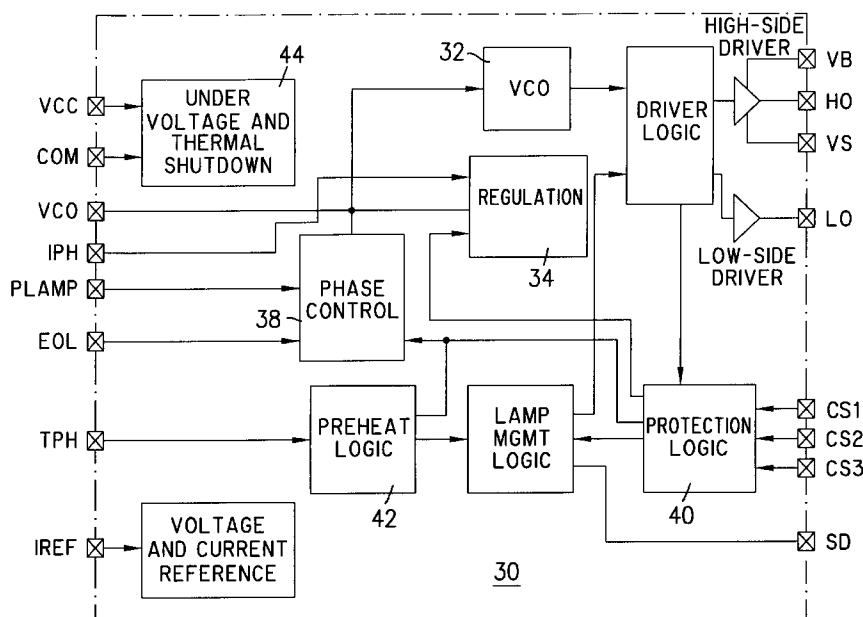 HIGH-SIDE
DRIVER
44
32
VCC
UNDER
VOLTAGE AND
THERMAL
SHUTDOWN
VCO
DRIVER
LOGIC
VB
HO
VS
COM
VCO
REGULATION
LO
IPH
34
LOW-SIDE
DRIVER
PLAMP
PHASE
CONTROL
38
EOL
TPH
PREHEAT
LOGIC
42
LAMP
MGMT
LOGIC
PROTECTION
LOGIC
40
CS1
CS2
CS3
IREF
VOLTAGE
AND CURRENT
REFERENCE
SD
30